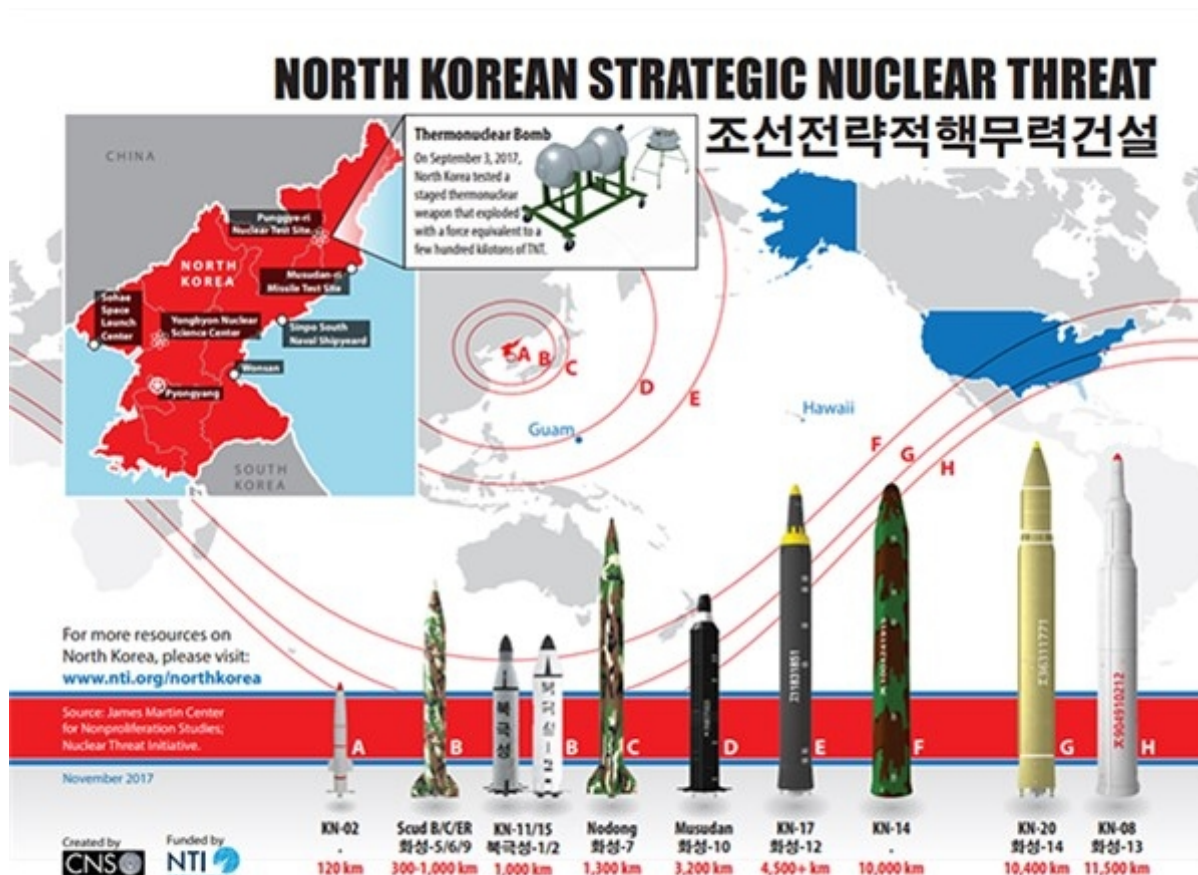 NORTH KOREAN STRATEGIC NUCLEAR THREAT
조선전략적핵무력건설
CHINA
Thermonuclear Bomb
On September 3, 2017,
North Korea tested a
staged thermonuclear
weapon that exploded
with a force equivalent to a
few hundred kilotons of TNT.
Punggye-ri
Nuclear Test Site
NORTH
KOREA
Musudan-ri
Missile Test Site
Sohae
Space
Launch
Center
Yongbyon Nuclear
Science Center
Sinpo South
Naval Shipyeard
Wonsan
Pyongyang
SOUTH
KOREA
A
B
C
D
E
Guam
Hawaii
F
G
H
For more resources on
North Korea, please visit:
www.nti.org/northkorea
Source: James Martin Center
for Nonproliferation Studies;
Nuclear Threat Initiative.
November 2017
Created by
CNS
Funded by
NTI
북극성
A
B
B
C
D
E
F
G
H
KN-02
-
120 km
Scud B/C/ER
화성-5/6/9
300-1,000 km
KN-11/15
북극성-1/2
1,000 km
Nodong
화성-7
1,300 km
Musudan
화성-10
3,200 km
KN-17
화성-12
4,500+ km
KN-14
-
10,000 km
KN-20
화성-14
10,400 km
KN-08
화성-13
11,500 km
ㅈ36311771
ㅈ904910212